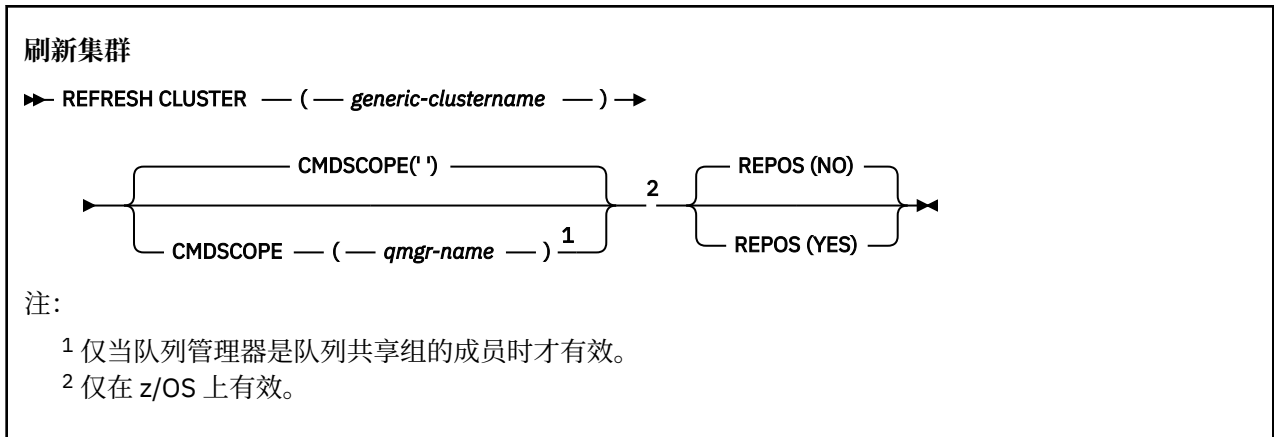 刷新集群
REFRESH CLUSTER ( generic-clustername )
CMDSCOPE(' ')
CMDSCOPE ( qmgr-name ) 1
2
REPOS (NO)
REPOS (YES)
注：
1 仅当队列管理器是队列共享组的成员时才有效。
2 仅在 z/OS 上有效。